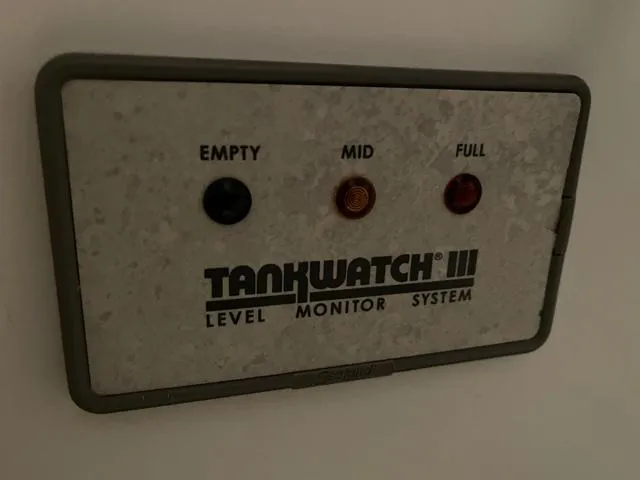 EMPTY MID FULL
TANKWATCH® III
LEVEL MONITOR SYSTEM